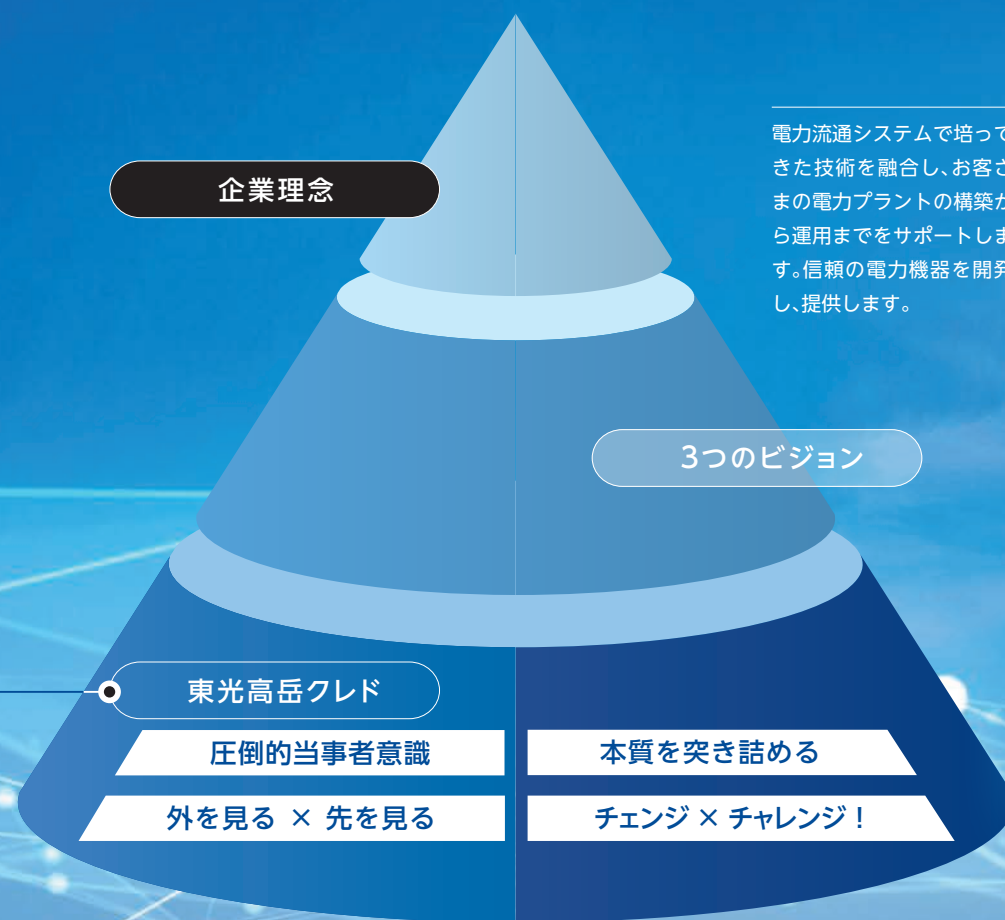 企業理念
電力流通システムで培って
きた技術を融合し、お客さ
まの電力プラントの構築か
ら運用までをサポートしま
す。信頼の電力機器を開発
し、提供します。
3つのビジョン
東光高岳クレド
圧倒的当事者意識
本質を突き詰める
外を見る × 先を見る
チェンジ × チャレンジ！